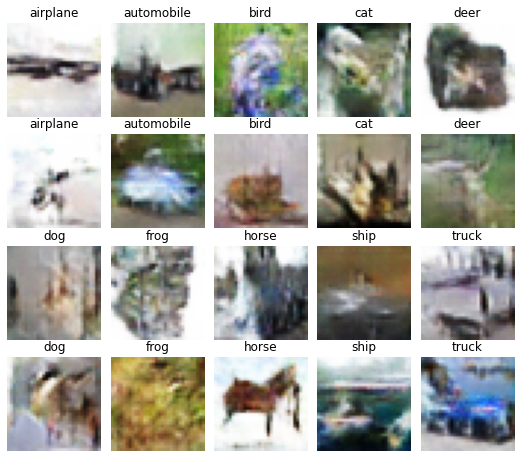 airplane automobile bird cat deer
airplane automobile bird cat deer
dog frog horse ship truck
dog frog horse ship truck